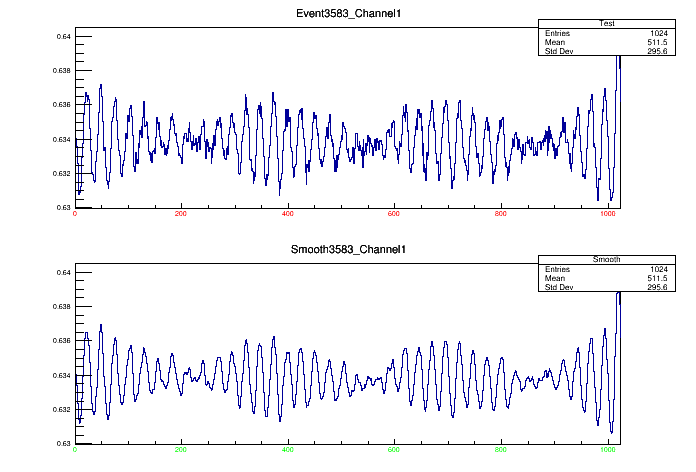 Event3583_Channel1
Test
Entries 1024
Mean 511.5
Std Dev 295.6
0.64
0.638
0.636
0.634
0.632
0.63
0 200 400 600 800 1000
Smooth3583_Channel1
Smooth
Entries 1024
Mean 511.5
Std Dev 295.6
0.64
0.638
0.636
0.634
0.632
0.63
0 200 400 600 800 1000